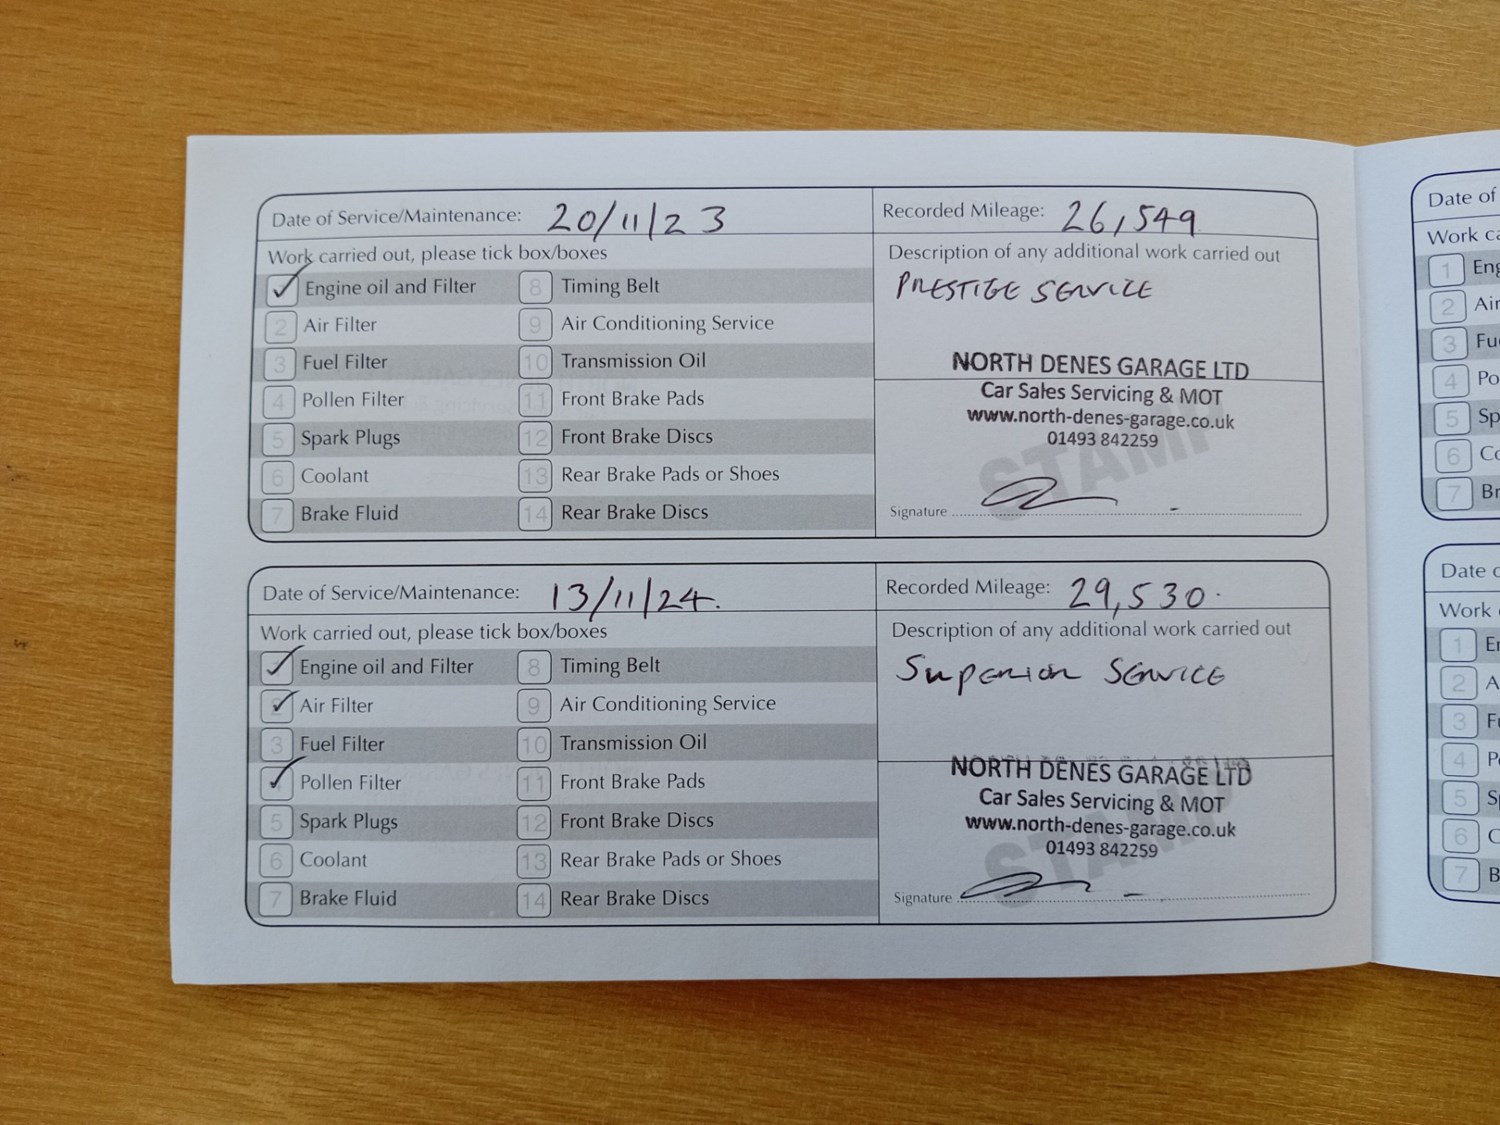 Date of Service/Maintenance: 20/11/23
Recorded Mileage: 26,549
Work carried out, please tick box/boxes
Engine oil and Filter
2 Air Filter
3 Fuel Filter
4 Pollen Filter
5 Spark Plugs
6 Coolant
7 Brake Fluid
8 Timing Belt
9 Air Conditioning Service
10 Transmission Oil
11 Front Brake Pads
12 Front Brake Discs
13 Rear Brake Pads or Shoes
14 Rear Brake Discs
Description of any additional work carried out
PRESTIGE SERVICE
NORTH DENES GARAGE LTD
Car Sales Servicing & MOT
www.north-denes-garage.co.uk
01493 842259
STAMP
Signature
Date of Service/Maintenance: 13/11/24.
Recorded Mileage: 29,530.
Work carried out, please tick box/boxes
Engine oil and Filter
2 Air Filter
3 Fuel Filter
Pollen Filter
5 Spark Plugs
6 Coolant
7 Brake Fluid
8 Timing Belt
9 Air Conditioning Service
10 Transmission Oil
11 Front Brake Pads
12 Front Brake Discs
13 Rear Brake Pads or Shoes
14 Rear Brake Discs
Description of any additional work carried out
Superior Service
NORTH DENES GARAGE LTD
Car Sales Servicing & MOT
www.north-denes-garage.co.uk
01493 842259
STAMP
Signature
Date of
Work ca
1 Eng
2 Air
3 Fu
4 Po
5 Sp
6 Co
7 Br
Date o
Work
1 E
2 A
3 F
4 P
5 S
6 C
7 B